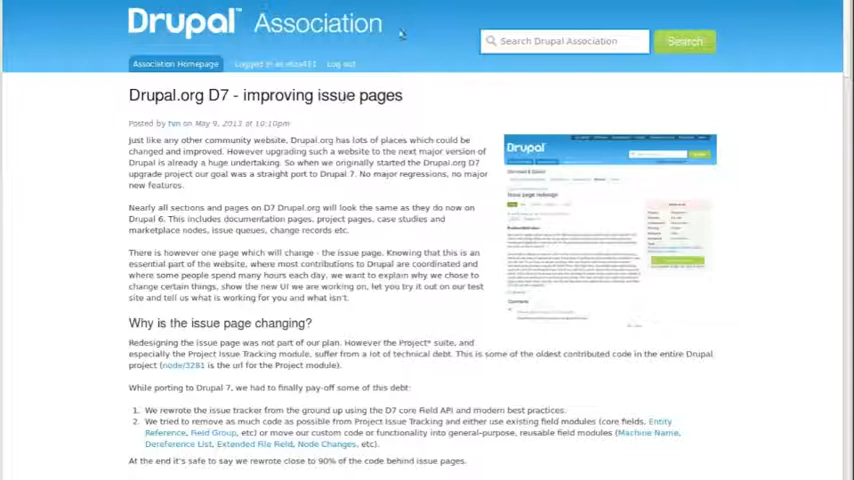 Drupal™ Association
Search Drupal Association
Search
Association Homepage
Logged in as eliza411
Log out
Drupal.org D7 - improving issue pages
Posted by tvn on May 9, 2013 at 10:10pm
Just like any other community website, Drupal.org has lots of places which could be
changed and improved. However upgrading such a website to the next major version of
Drupal is already a huge undertaking. So when we originally started the Drupal.org D7
upgrade project our goal was a straight port to Drupal 7. No major regressions, no major
new features.
Nearly all sections and pages on D7 Drupal.org will look the same as they do now on
Drupal 6. This includes documentation pages, project pages, case studies and
marketplace nodes, issue queues, change records etc.
There is however one page which will change - the issue page. Knowing that this is an
essential part of the website, where most contributions to Drupal are coordinated and
where some people spend many hours each day, we want to explain why we chose to
change certain things, show the new UI we are working on, let you try it out on our test
site and tell us what is working for you and what isn't.
Drupal
Issue page redesign
Comments
Why is the issue page changing?
Redesigning the issue page was not part of our plan. However the Project* suite, and
especially the Project Issue Tracking module, suffer from a lot of technical debt. This is some of the oldest contributed code in the entire Drupal
project (node/3281 is the url for the Project module).
While porting to Drupal 7, we had to finally pay-off some of this debt:
1. We rewrote the issue tracker from the ground up using the D7 core Field API and modern best practices.
2. We tried to remove as much code as possible from Project Issue Tracking and either use existing field modules (core fields, Entity
Reference, Field Group, etc) or move our custom code or functionality into general-purpose, reusable field modules (Machine Name,
Dereference List, Extended File Field, Node Changes, etc).
At the end it's safe to say we rewrote close to 90% of the code behind issue pages.